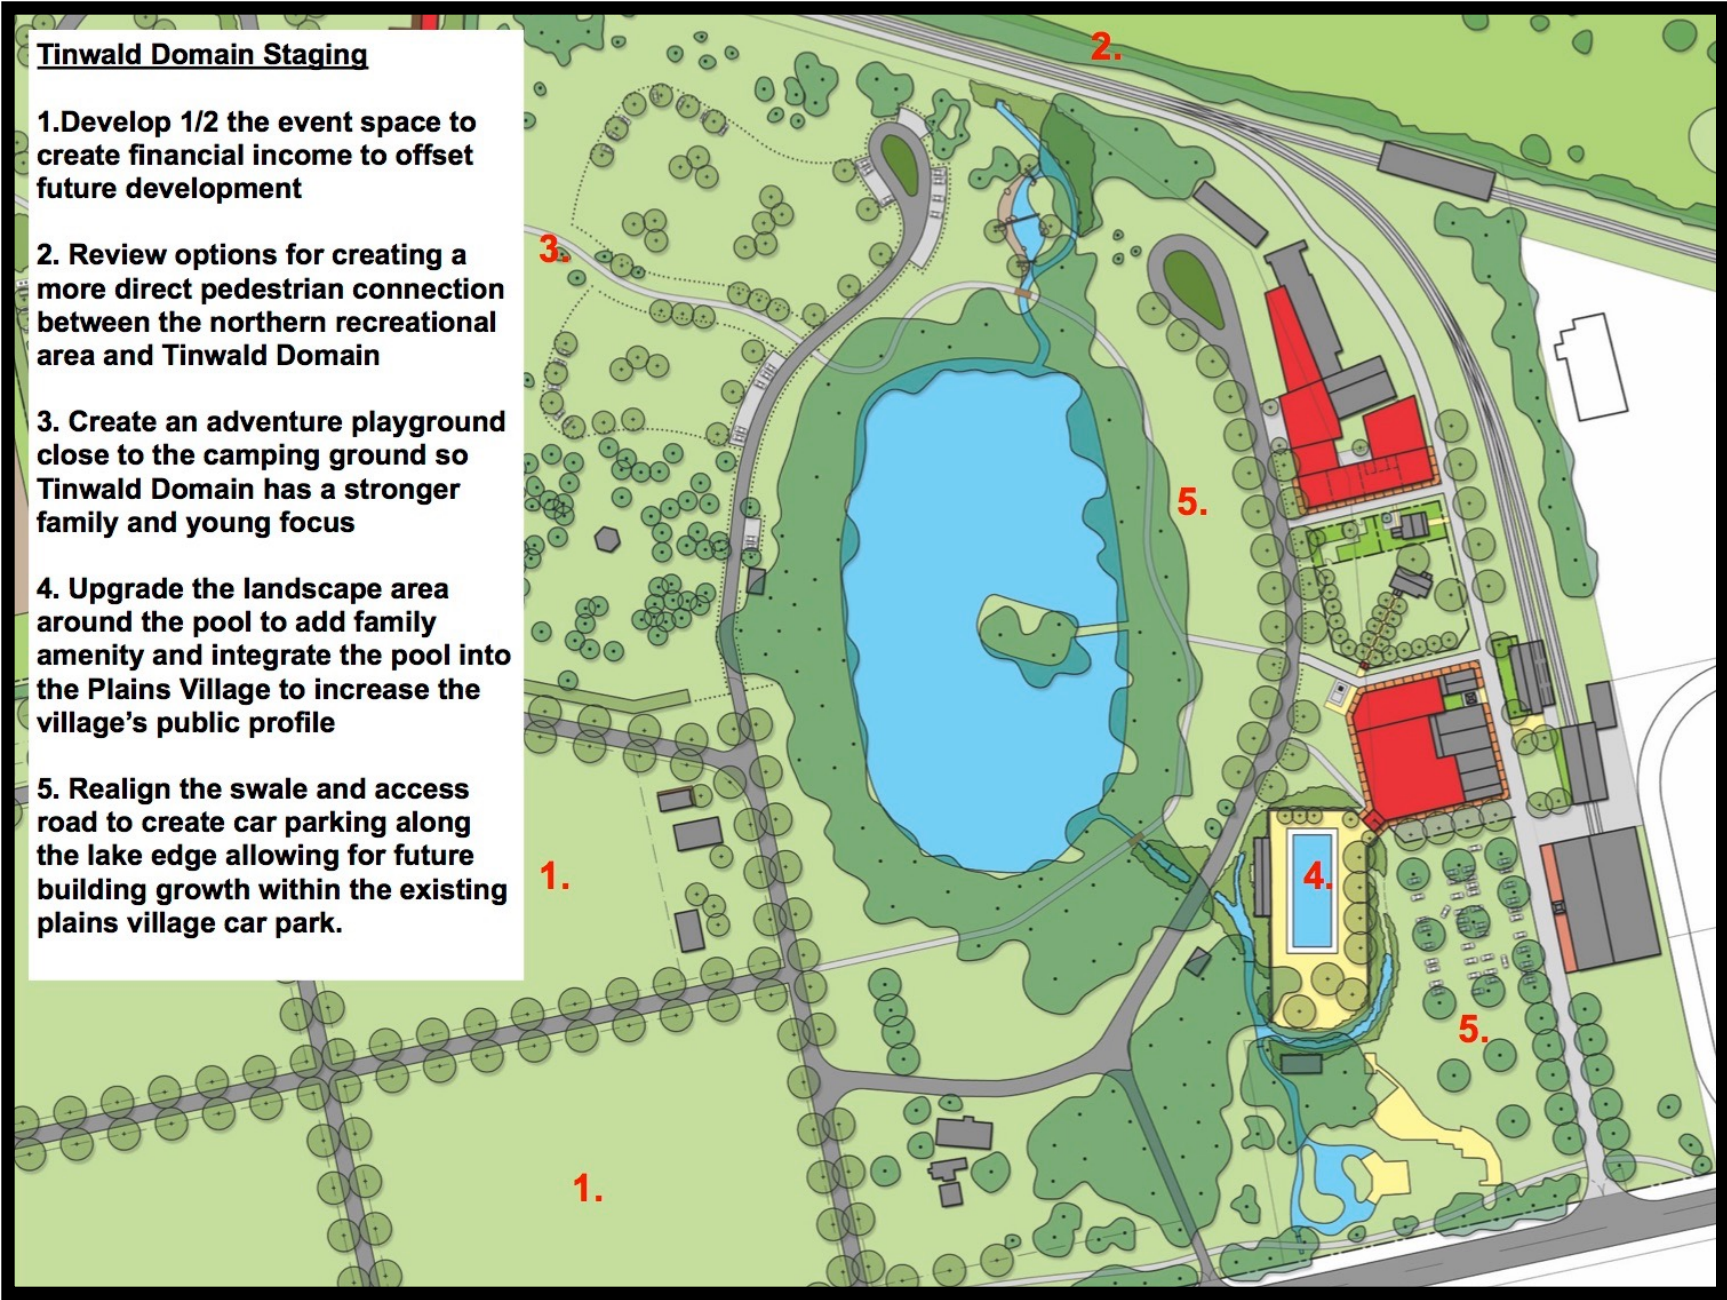 Tinwald Domain Staging
1.Develop 1/2 the event space to
create financial income to offset
future development
2. Review options for creating a
more direct pedestrian connection
between the northern recreational
area and Tinwald Domain
3. Create an adventure playground
close to the camping ground so
Tinwald Domain has a stronger
family and young focus
4. Upgrade the landscape area
around the pool to add family
amenity and integrate the pool into
the Plains Village to increase the
village’s public profile
5. Realign the swale and access
road to create car parking along
the lake edge allowing for future
building growth within the existing
plains village car park.
2.
3.
5.
1.
4.
5.
1.